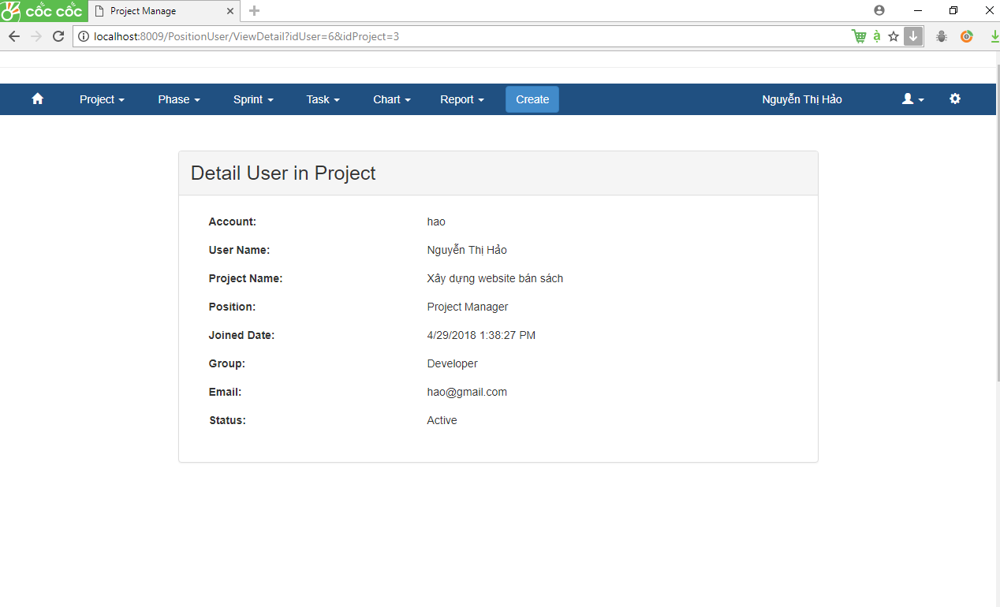 cốc cốc Project Manage
localhost:8009/PositionUser/ViewDetail?idUser=6&idProject=3 à
Project Phase Sprint Task Chart Report Create Nguyễn Thị Hảo
Detail User in Project
Account: hao
User Name: Nguyễn Thị Hảo
Project Name: Xây dựng website bán sách
Position: Project Manager
Joined Date: 4/29/2018 1:38:27 PM
Group: Developer
Email: hao@gmail.com
Status: Active